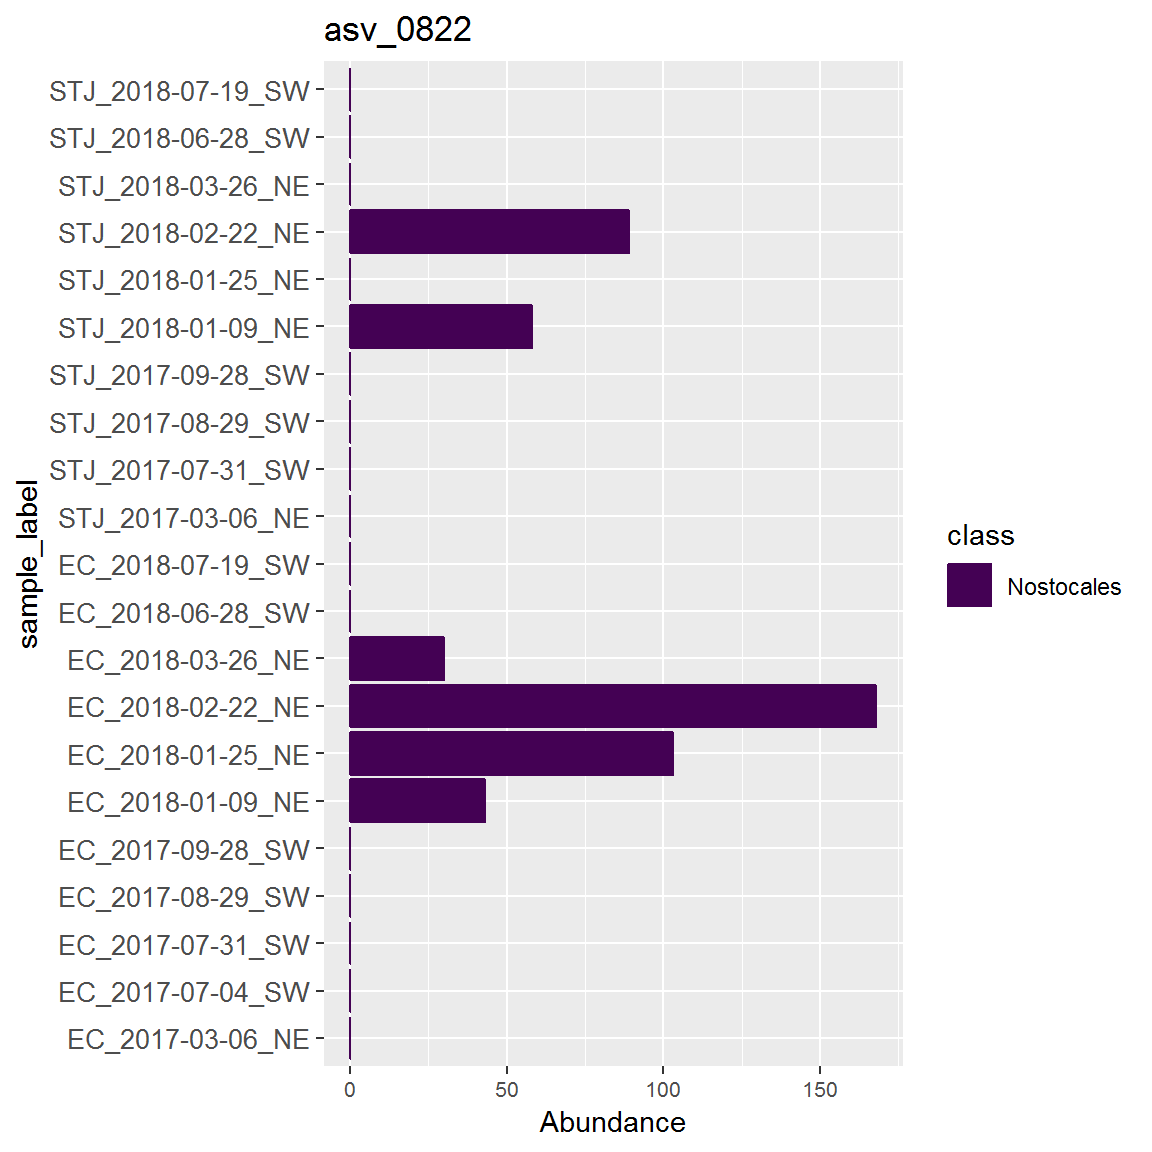 asv_0822
STJ_2018-07-19_SW
STJ_2018-06-28_SW
STJ_2018-03-26_NE
STJ_2018-02-22_NE
STJ_2018-01-25_NE
STJ_2018-01-09_NE
STJ_2017-09-28_SW
STJ_2017-08-29_SW
STJ_2017-07-31_SW
STJ_2017-03-06_NE
EC_2018-07-19_SW
EC_2018-06-28_SW
EC_2018-03-26_NE
EC_2018-02-22_NE
EC_2018-01-25_NE
EC_2018-01-09_NE
EC_2017-09-28_SW
EC_2017-08-29_SW
EC_2017-07-31_SW
EC_2017-07-04_SW
EC_2017-03-06_NE
sample_label
0 50 100 150
Abundance
class
Nostocales